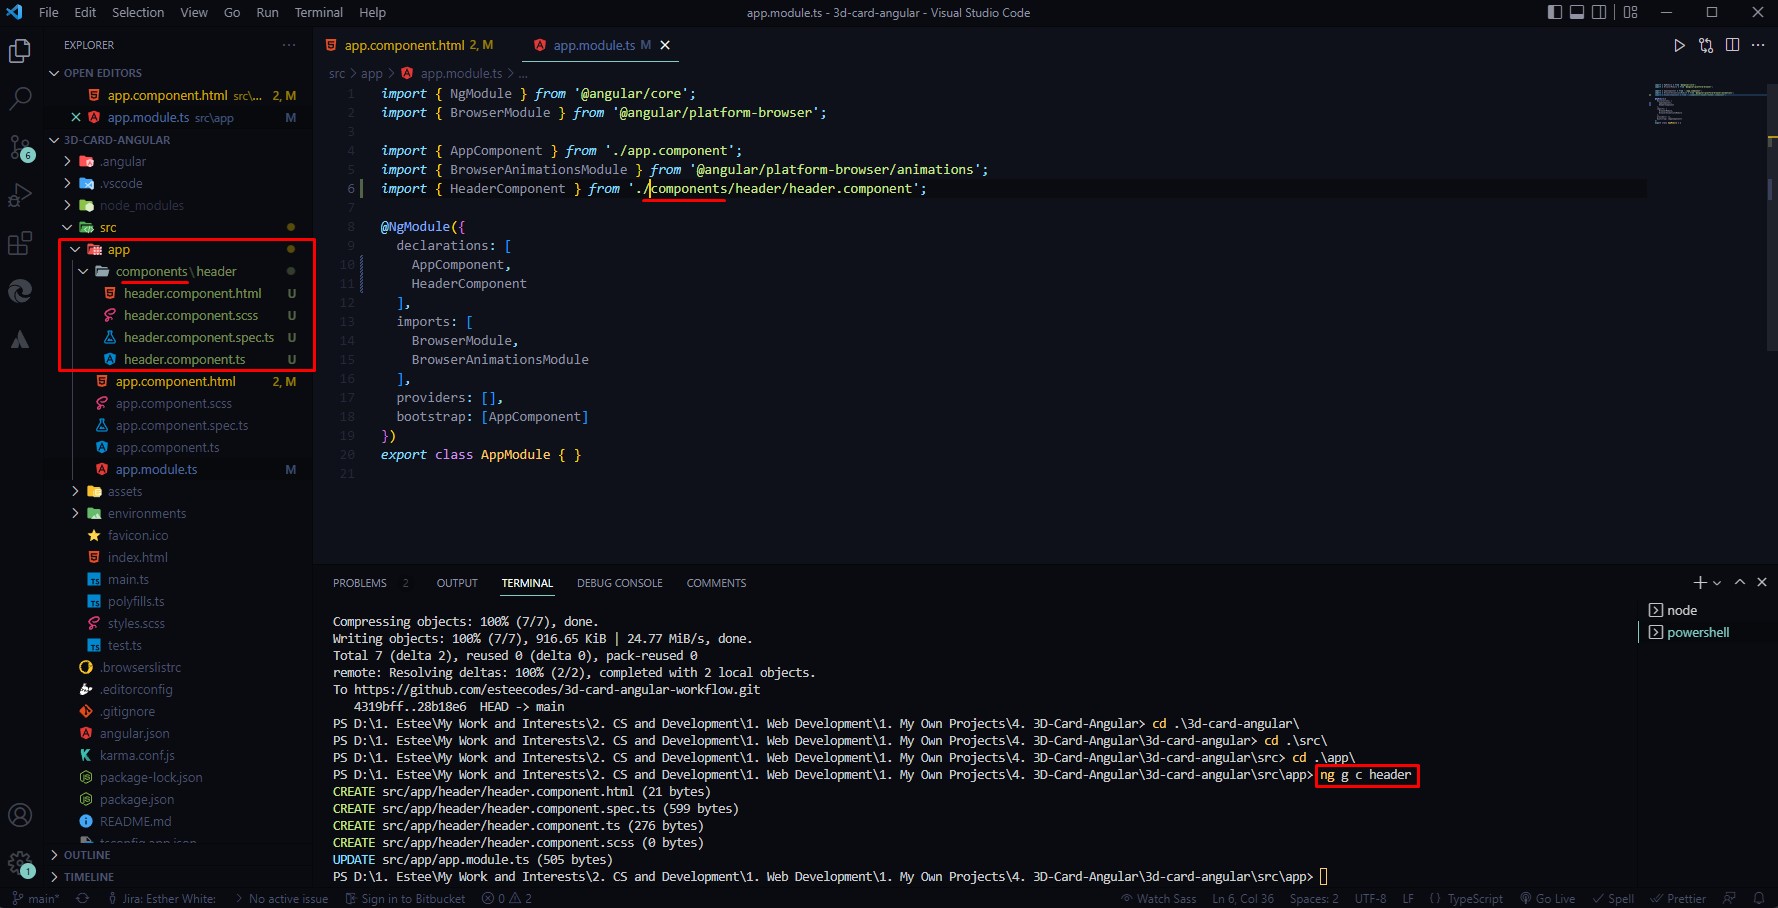 File Edit Selection View Go Run Terminal Help
app.module.ts - 3d-card-angular - Visual Studio Code
EXPLORER
OPEN EDITORS
app.component.html src\... 2, M
app.module.ts src\app M
3D-CARD-ANGULAR
.angular
.vscode
node_modules
src
app
components\header
header.component.html U
header.component.scss U
header.component.spec.ts U
header.component.ts U
app.component.html 2, M
app.component.scss
app.component.spec.ts
app.component.ts
app.module.ts M
assets
environments
favicon.ico
index.html
main.ts
polyfills.ts
styles.scss
test.ts
.browserslistrc
.editorconfig
.gitignore
angular.json
karma.conf.js
package-lock.json
package.json
README.md
tsconfig.app.json
OUTLINE
TIMELINE
6
1
app.component.html 2, M
app.module.ts M
src > app > app.module.ts > ...
1 import { NgModule } from '@angular/core';
2 import { BrowserModule } from '@angular/platform-browser';
3
4 import { AppComponent } from './app.component';
5 import { BrowserAnimationsModule } from '@angular/platform-browser/animations';
6 import { HeaderComponent } from './components/header/header.component';
7
8 @NgModule({
9 declarations: [
10 AppComponent,
11 HeaderComponent
12 ],
13 imports: [
14 BrowserModule,
15 BrowserAnimationsModule
16 ],
17 providers: [],
18 bootstrap: [AppComponent]
19 })
20 export class AppModule { }
21
PROBLEMS 2 OUTPUT TERMINAL DEBUG CONSOLE COMMENTS
Compressing objects: 100% (7/7), done.
Writing objects: 100% (7/7), 916.65 KiB | 24.77 MiB/s, done.
Total 7 (delta 2), reused 0 (delta 0), pack-reused 0
remote: Resolving deltas: 100% (2/2), completed with 2 local objects.
To https://github.com/esteecodes/3d-card-angular-workflow.git
4319bff..28b18e6 HEAD -> main
PS D:\1. Estee\My Work and Interests\2. CS and Development\1. Web Development\1. My Own Projects\4. 3D-Card-Angular> cd .\3d-card-angular\
PS D:\1. Estee\My Work and Interests\2. CS and Development\1. Web Development\1. My Own Projects\4. 3D-Card-Angular\3d-card-angular> cd .\src\
PS D:\1. Estee\My Work and Interests\2. CS and Development\1. Web Development\1. My Own Projects\4. 3D-Card-Angular\3d-card-angular\src> cd .\app\
PS D:\1. Estee\My Work and Interests\2. CS and Development\1. Web Development\1. My Own Projects\4. 3D-Card-Angular\3d-card-angular\src\app> ng g c header
CREATE src/app/header/header.component.html (21 bytes)
CREATE src/app/header/header.component.spec.ts (599 bytes)
CREATE src/app/header/header.component.ts (276 bytes)
CREATE src/app/header/header.component.scss (0 bytes)
UPDATE src/app/app.module.ts (505 bytes)
PS D:\1. Estee\My Work and Interests\2. CS and Development\1. Web Development\1. My Own Projects\4. 3D-Card-Angular\3d-card-angular\src\app>
node
powershell
main* Jira: Esther White: No active issue Sign in to Bitbucket 0 2 Watch Sass Ln 6, Col 36 Spaces: 2 UTF-8 LF {} TypeScript Go Live Spell Prettier